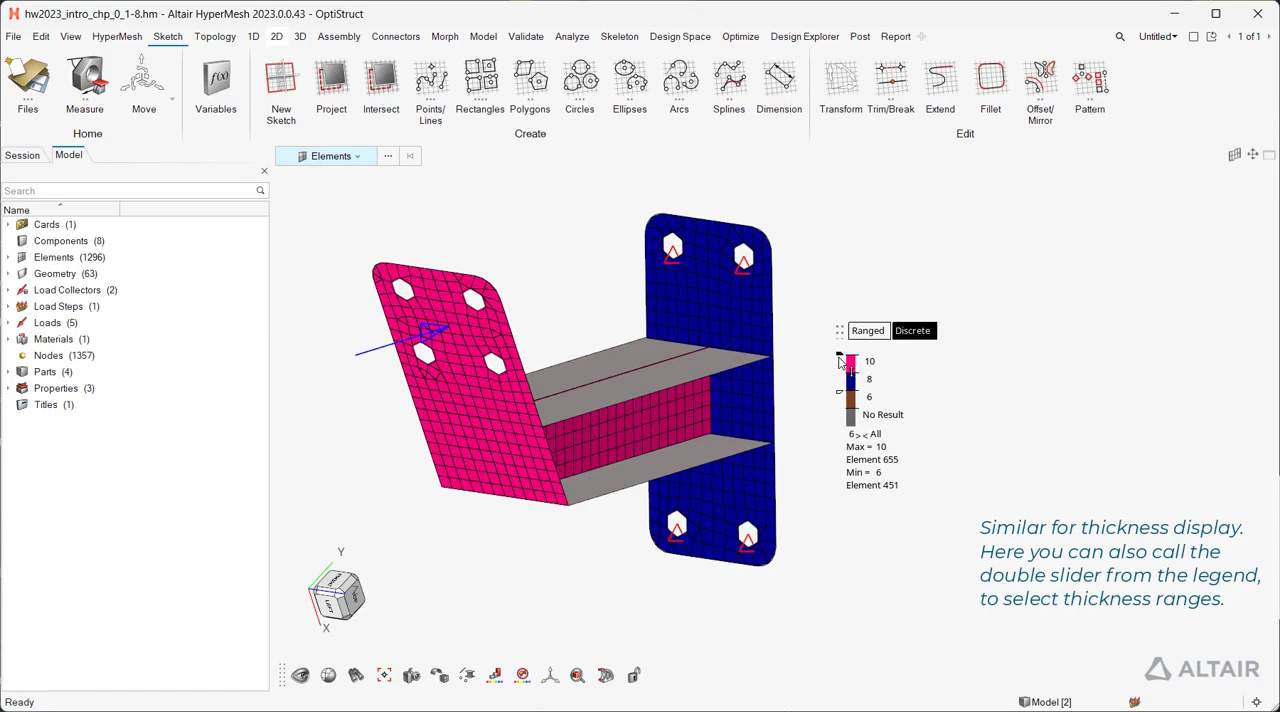 hw2023_intro_chp_0_1-8.hm - Altair HyperMesh 2023.0.0.43 - OptiStruct
File Edit View HyperMesh Sketch Topology 1D 2D 3D Assembly Connectors Morph Model Validate Analyze Skeleton Design Space Optimize Design Explorer Post Report Untitled 1 of 1
Files Measure Move Variables New Sketch Project Intersect Points/Lines Rectangles Polygons Circles Ellipses Arcs Splines Dimension Transform Trim/Break Extend Fillet Offset/Mirror Pattern
f(x)
Home Create Edit
Session Model
Elements
Search
Name
Cards (1)
Components (8)
Elements (1296)
Geometry (63)
Load Collectors (2)
Load Steps (1)
Loads (5)
Materials (1)
Nodes (1357)
Parts (4)
Properties (3)
Titles (1)
Ranged Discrete
10
8
6
No Result
6 > < All
Max = 10
Element 655
Min = 6
Element 451
Similar for thickness display.
Here you can also call the
double slider from the legend,
to select thickness ranges.
Y
X
LEFT
ALTAIR
Ready
Model [2]